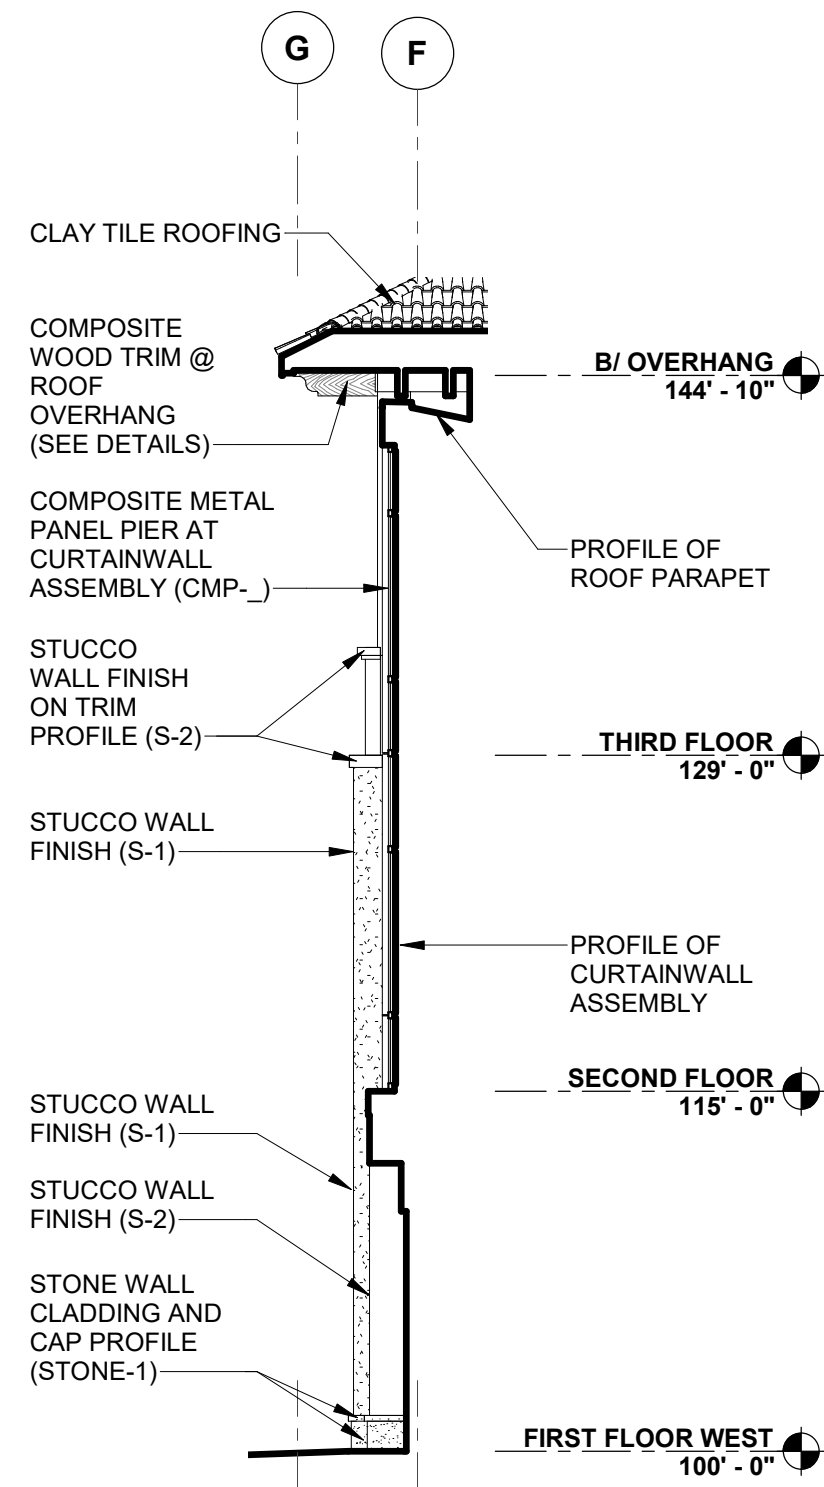 G
F
CLAY TILE ROOFING
COMPOSITE
WOOD TRIM @
ROOF
OVERHANG
(SEE DETAILS)
B/ OVERHANG
144' - 10"
COMPOSITE METAL
PANEL PIER AT
CURTAINWALL
ASSEMBLY (CMP-_)
PROFILE OF
ROOF PARAPET
STUCCO
WALL FINISH
ON TRIM
PROFILE (S-2)
THIRD FLOOR
129' - 0"
STUCCO WALL
FINISH (S-1)
PROFILE OF
CURTAINWALL
ASSEMBLY
SECOND FLOOR
115' - 0"
STUCCO WALL
FINISH (S-1)
STUCCO WALL
FINISH (S-2)
STONE WALL
CLADDING AND
CAP PROFILE
(STONE-1)
FIRST FLOOR WEST
100' - 0"